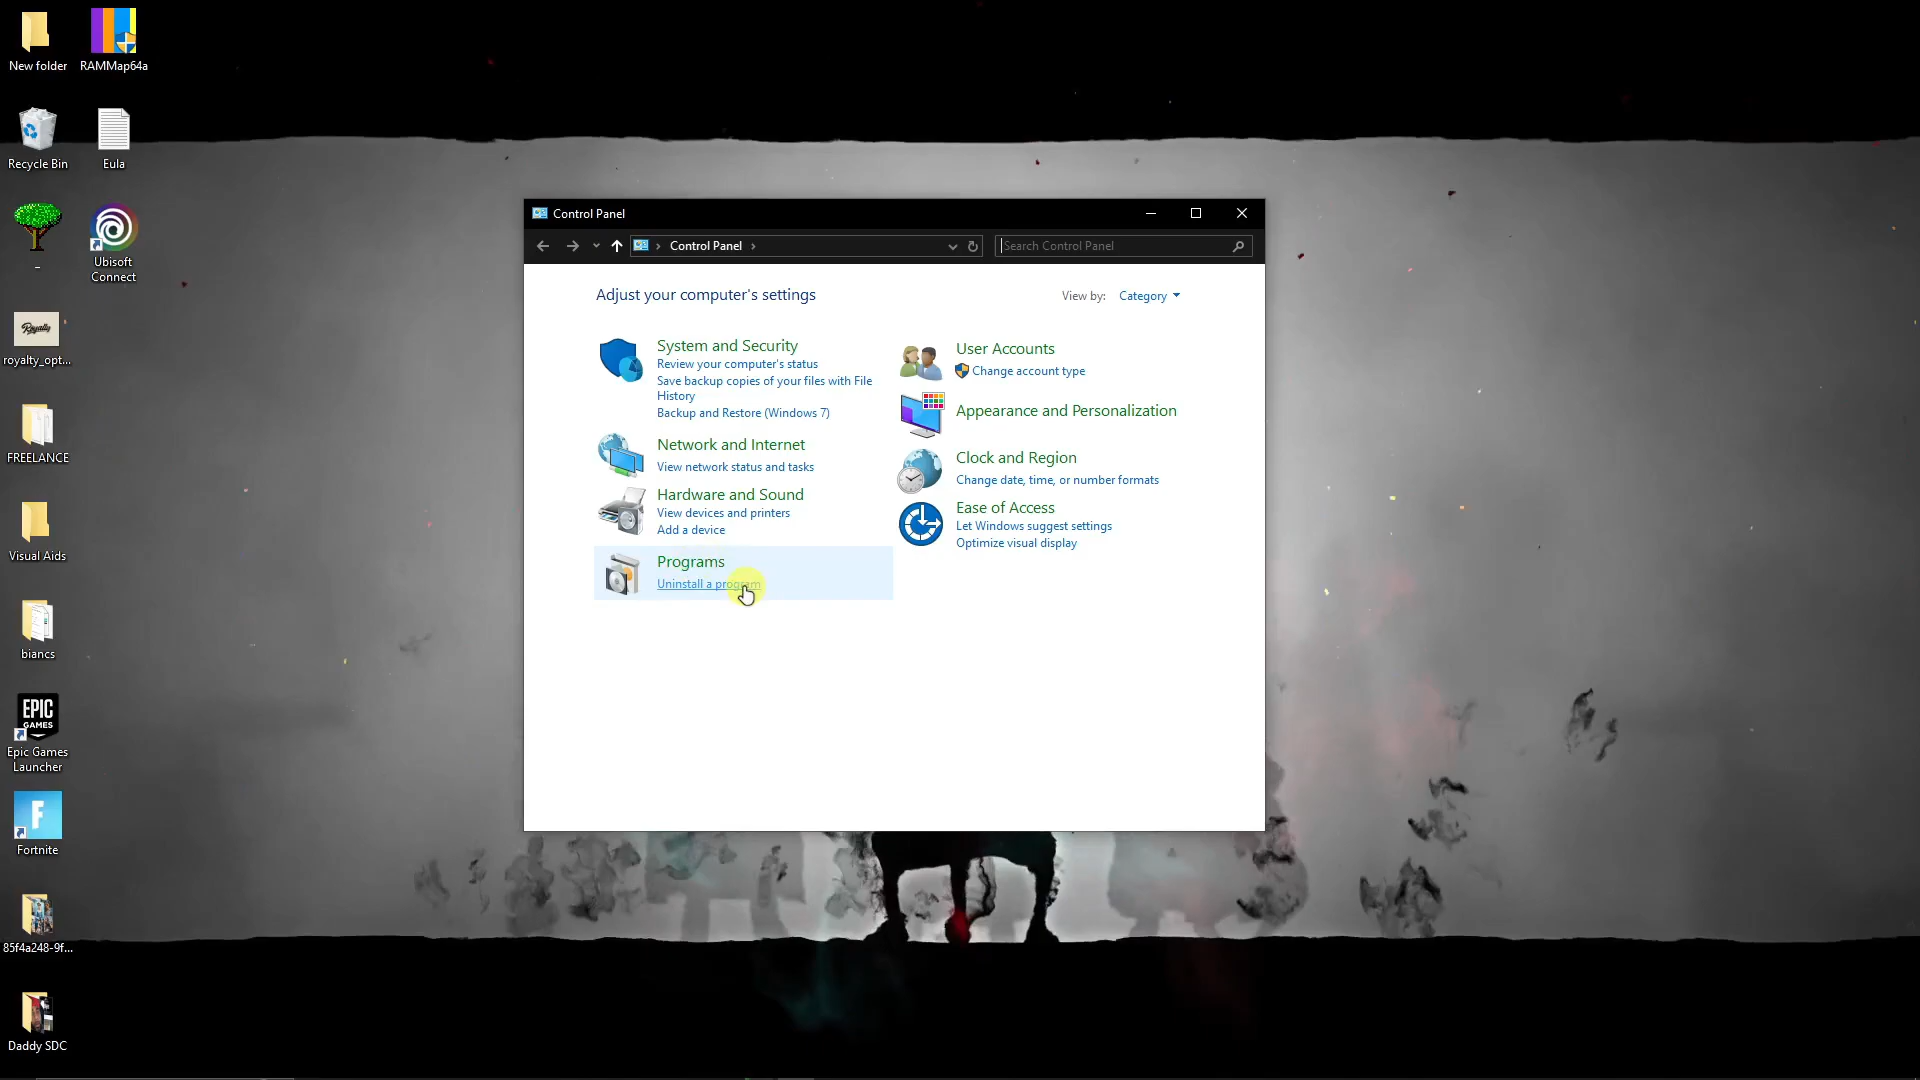 New folder
RAMMap64a
Recycle Bin
Eula
_
Ubisoft
Connect
Royalty
royalty_opt...
FREELANCE
Visual Aids
biancs
EPIC
GAMES
Epic Games
Launcher
F
Fortnite
85f4a248-9f...
Daddy SDC
Control Panel
Control Panel
Search Control Panel
Adjust your computer's settings
View by: Category
System and Security
Review your computer's status
Save backup copies of your files with File
History
Backup and Restore (Windows 7)
Network and Internet
View network status and tasks
Hardware and Sound
View devices and printers
Add a device
Programs
Uninstall a program
User Accounts
Change account type
Appearance and Personalization
Clock and Region
Change date, time, or number formats
Ease of Access
Let Windows suggest settings
Optimize visual display